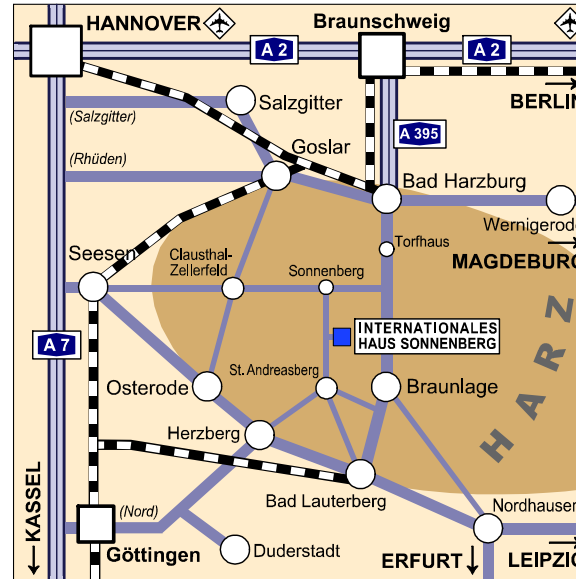 HANNOVER
Braunschweig
A 2
A 2
BERLIN
Salzgitter
(Salzgitter)
A 395
Goslar
(Rhüden)
Bad Harzburg
Wernigerode
Torfhaus
Seesen
Clausthal-
Zellerfeld
Sonnenberg
MAGDEBURG
HARZ
A 7
INTERNATIONALES
HAUS SONNENBERG
St. Andreasberg
Osterode
Braunlage
Herzberg
KASSEL
Bad Lauterberg
(Nord)
Nordhausen
Göttingen
Duderstadt
ERFURT
LEIPZIG